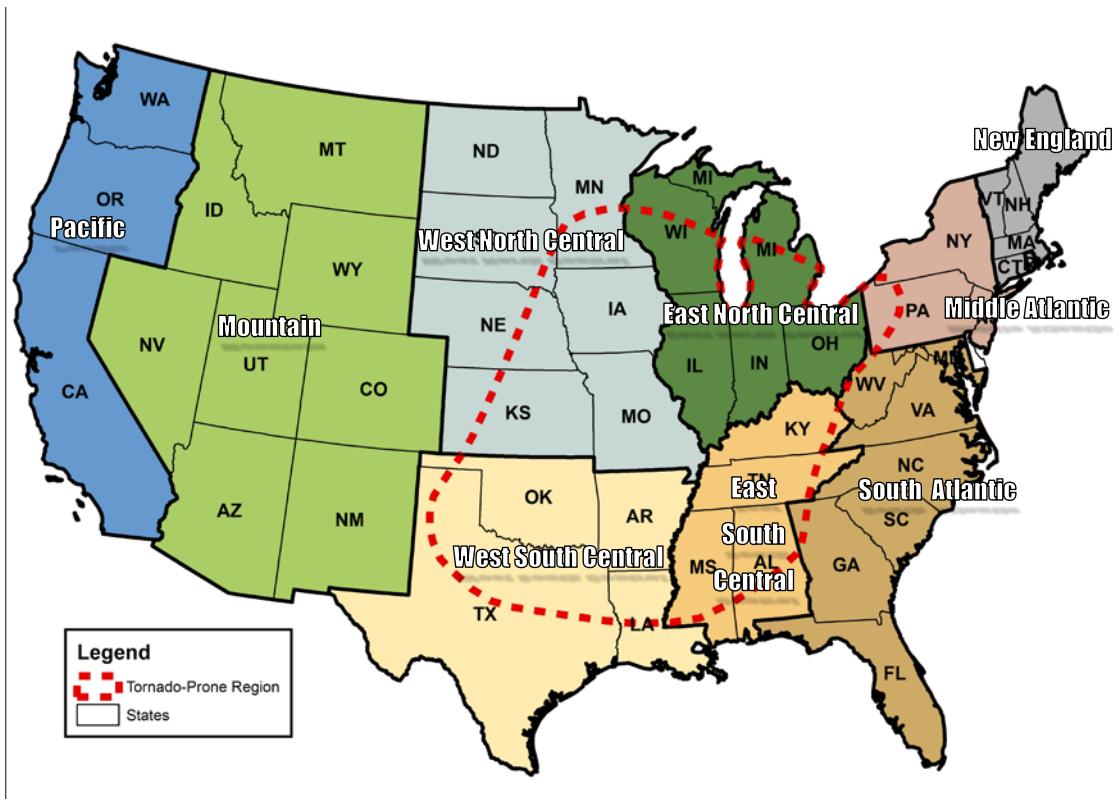 WA
MT
ND
MN
MI
New England
VT
NH
OR
ID
Pacific
West North Central
WI
MI
NY
MA
CT
WY
NE
IA
East North Central
PA
Middle Atlantic
Mountain
NV
UT
CO
IL
IN
OH
CA
KS
MO
WV
VA
KY
TN
NC
East
South Atlantic
AZ
NM
OK
AR
SC
South
West South Central
MS
AL
GA
Central
TX
LA
FL
Legend
Tornado-Prone Region
States